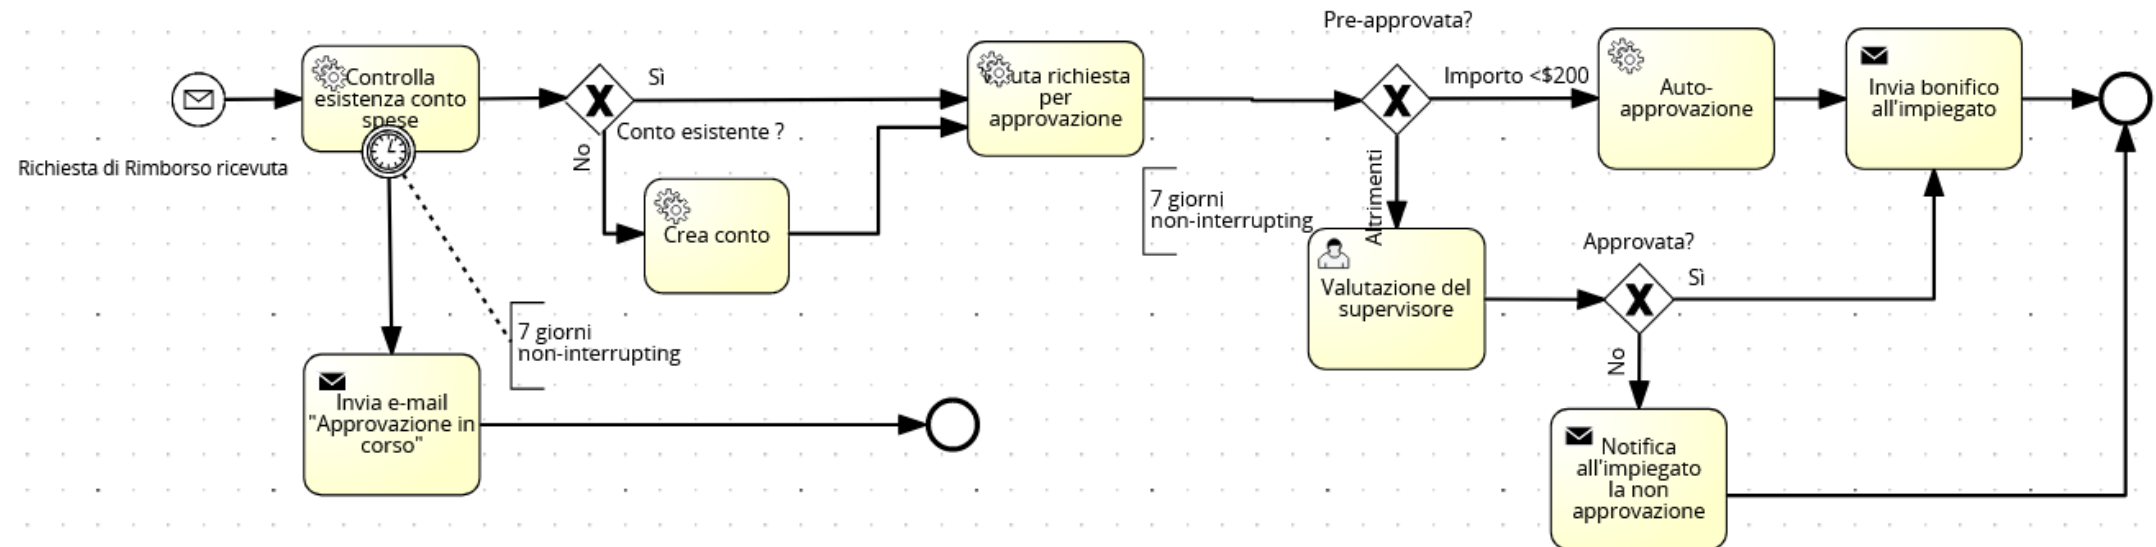 Richiesta di Rimborso ricevuta
Controlla
esistenza conto
spese
Sì
Conto esistente ?
No
Crea conto
richiesta
per
approvazione
7 giorni
non-interrupting
Invia e-mail
"Approvazione in
corso"
7 giorni
non-interrupting
Pre-approvata?
Importo <$200
Altrimenti
Auto-
approvazione
Invia bonifico
all'impiegato
Valutazione del
supervisore
Approvata?
Sì
No
Notifica
all'impiegato
la non
approvazione